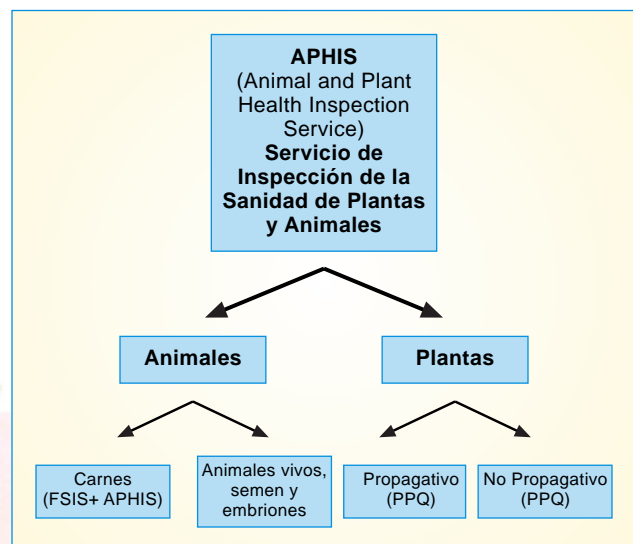 APHIS
(Animal and Plant
Health Inspection
Service)
Servicio de
Inspección de la
Sanidad de Plantas
y Animales
Animales
Plantas
Carnes
(FSIS+ APHIS)
Animales vivos,
semen y
embriones
Propagativo
(PPQ)
No Propagativo
(PPQ)